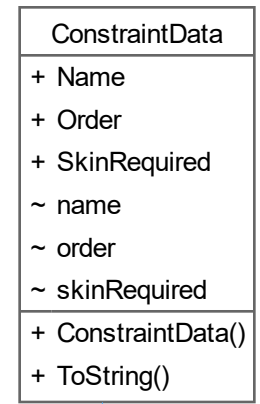 ConstraintData
+ Name
+ Order
+ SkinRequired
~ name
~ order
~ skinRequired
+ ConstraintData()
+ ToString()